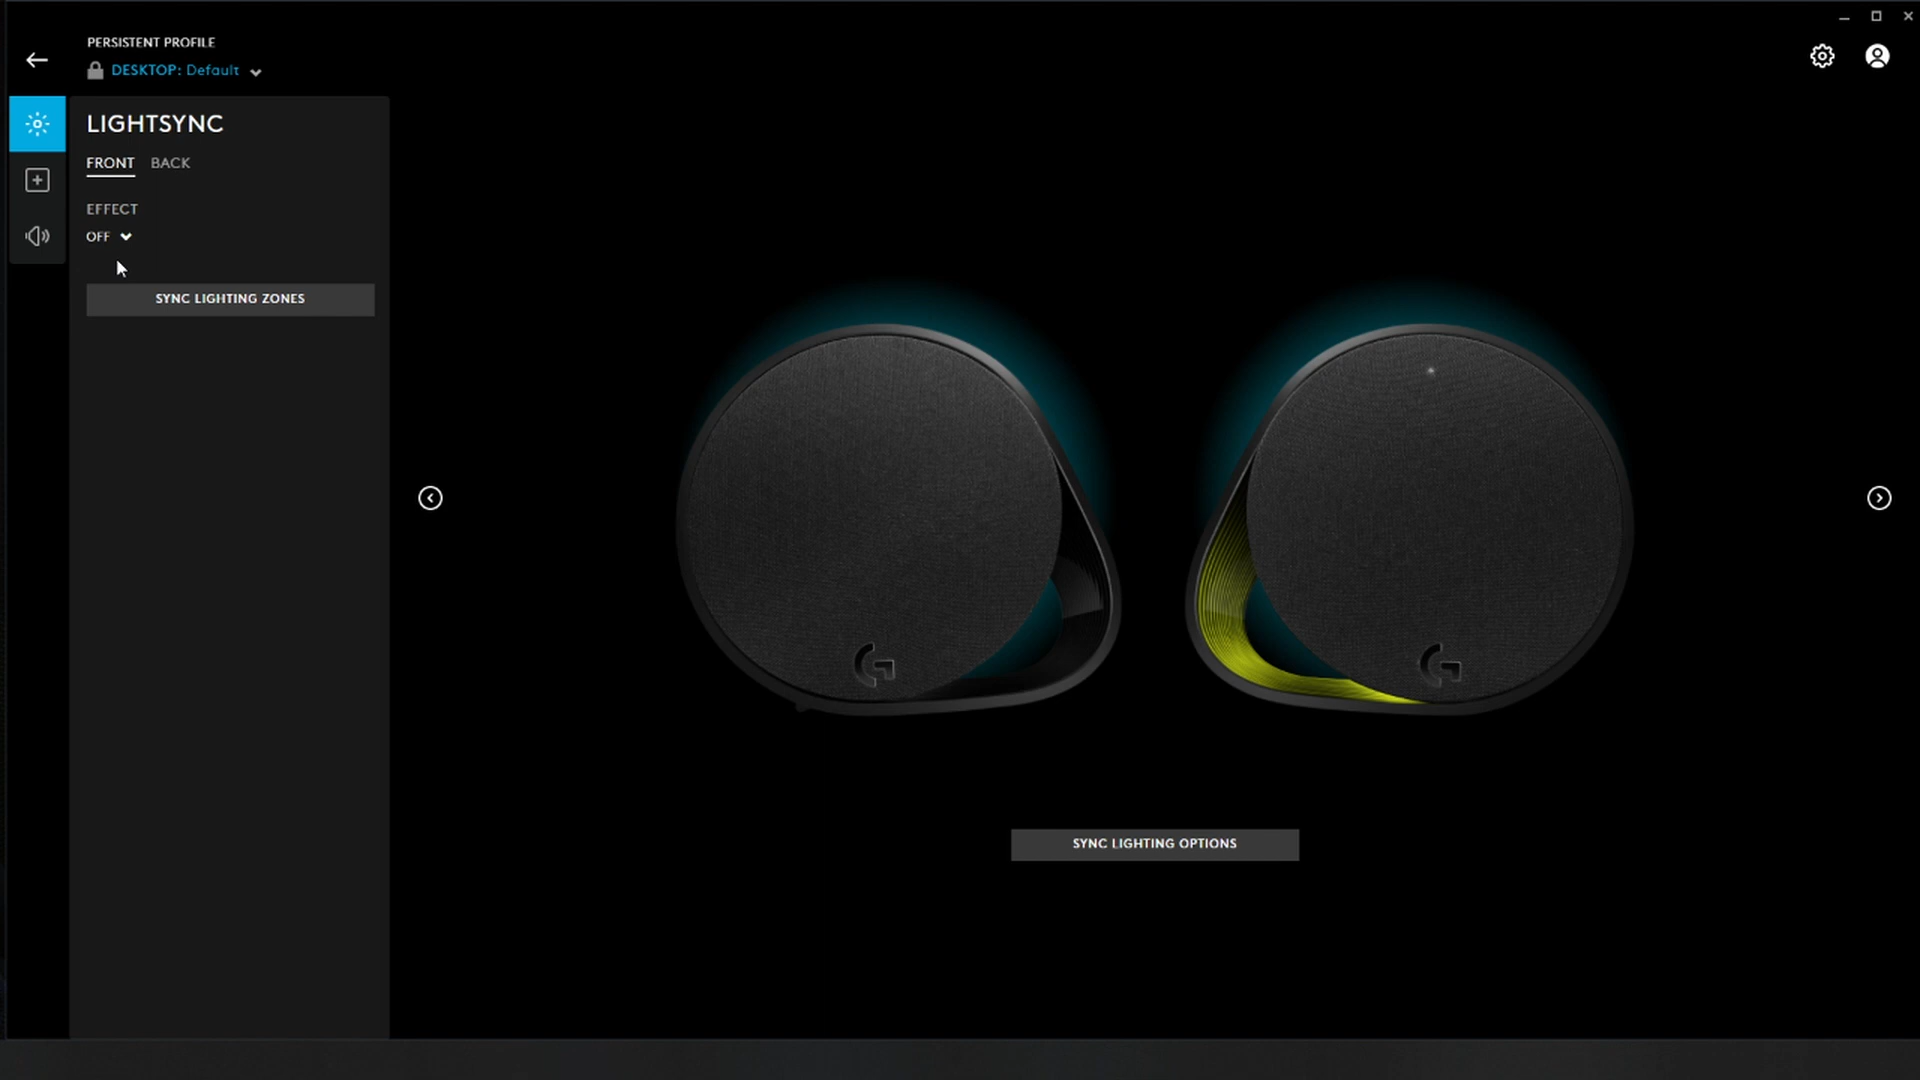 PERSISTENT PROFILE
DESKTOP: Default
LIGHTSYNC
FRONT BACK
EFFECT
OFF
SYNC LIGHTING ZONES
SYNC LIGHTING OPTIONS